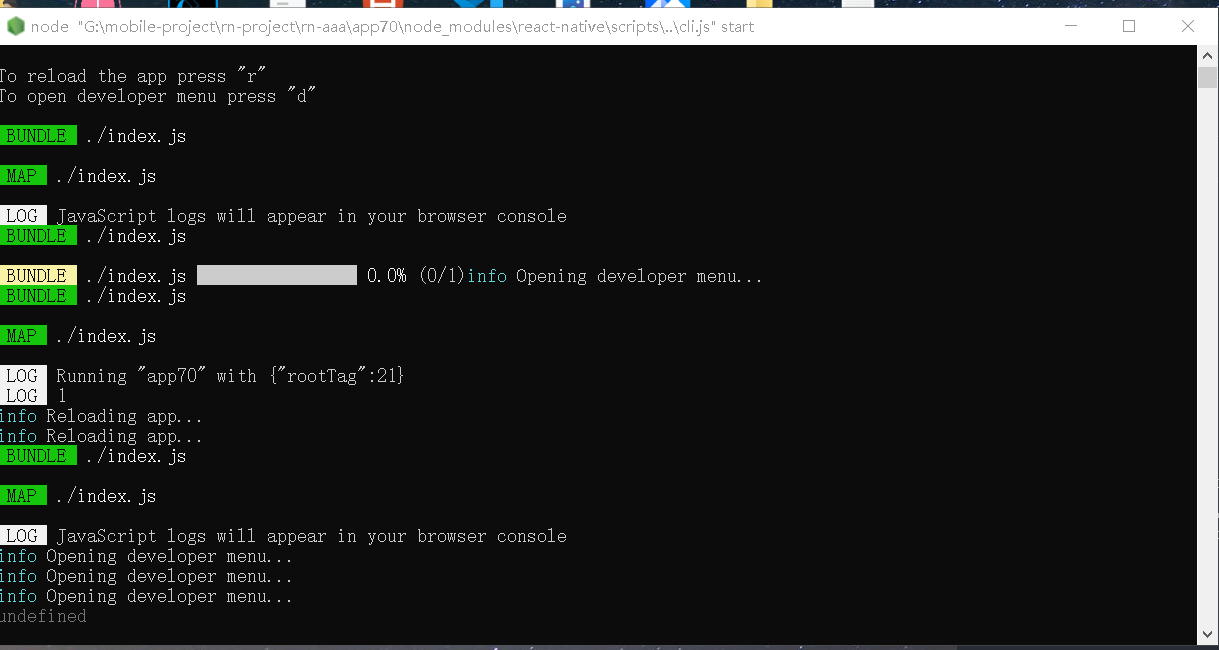 node "G:\mobile-project\rn-project\rn-aaa\app70\node_modules\react-native\scripts\..\cli.js" start
To reload the app press "r"
To open developer menu press "d"
BUNDLE ./index.js
MAP ./index.js
LOG JavaScript logs will appear in your browser console
BUNDLE ./index.js
BUNDLE ./index.js 0.0% (0/1)info Opening developer menu...
BUNDLE ./index.js
MAP ./index.js
LOG Running "app70" with {"rootTag":21}
LOG 1
info Reloading app...
info Reloading app...
BUNDLE ./index.js
MAP ./index.js
LOG JavaScript logs will appear in your browser console
info Opening developer menu...
info Opening developer menu...
info Opening developer menu...
undefined